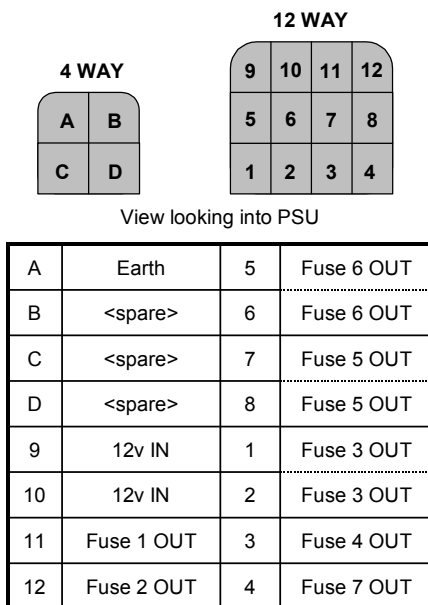 12 WAY
4 WAY
9 10 11 12
A B
5 6 7 8
C D
1 2 3 4
View looking into PSU
A Earth 5 Fuse 6 OUT
B <spare> 6 Fuse 6 OUT
C <spare> 7 Fuse 5 OUT
D <spare> 8 Fuse 5 OUT
9 12v IN 1 Fuse 3 OUT
10 12v IN 2 Fuse 3 OUT
11 Fuse 1 OUT 3 Fuse 4 OUT
12 Fuse 2 OUT 4 Fuse 7 OUT